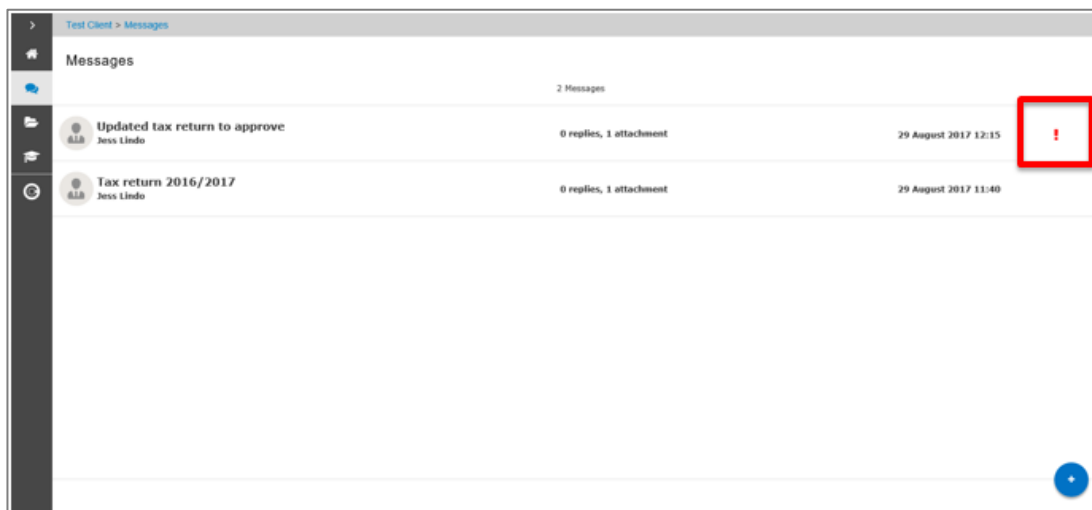 Test Client > Messages
Messages
2 Messages
Updated tax return to approve
Jess Lindo
0 replies, 1 attachment
29 August 2017 12:15
!
Tax return 2016/2017
Jess Lindo
0 replies, 1 attachment
29 August 2017 11:40